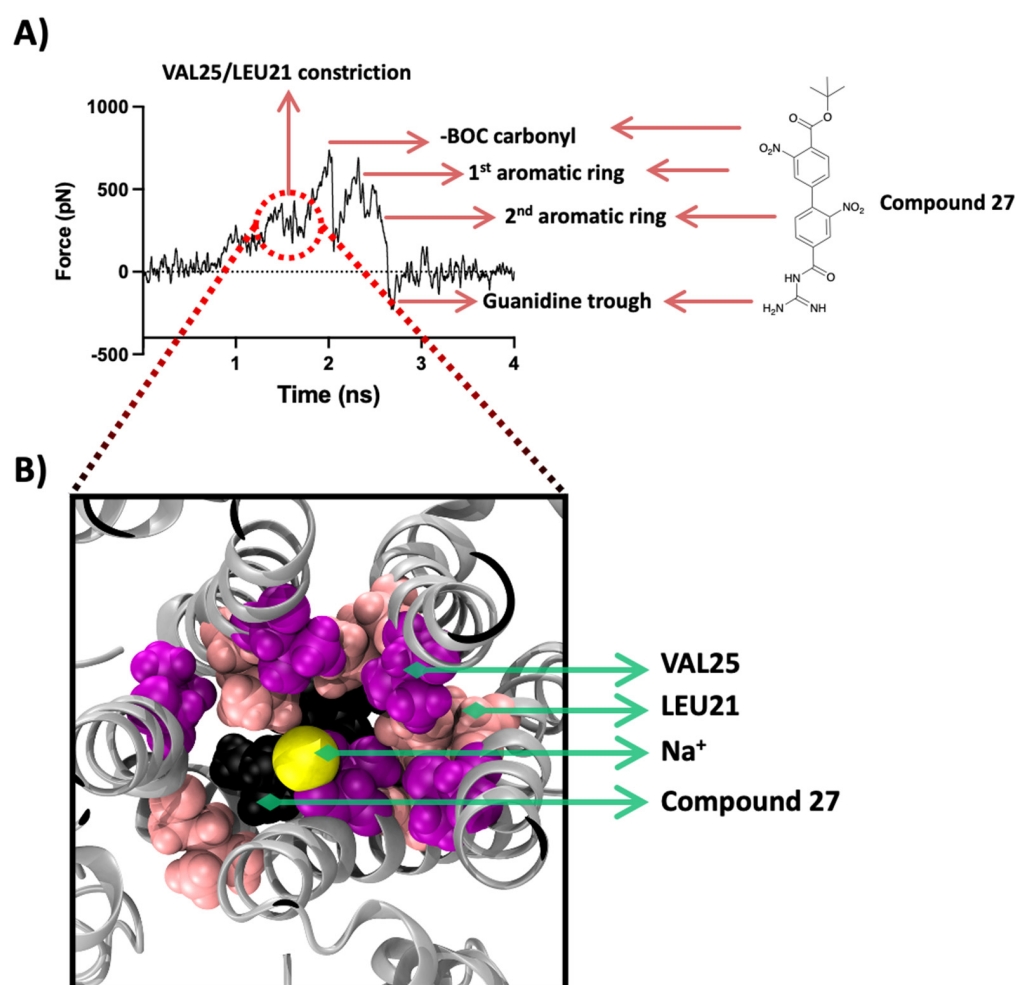 A)
VAL25/LEU21 constriction
1000
500
0
-500
Force (pN)
1
2
3
4
Time (ns)
-BOC carbonyl
1st aromatic ring
2nd aromatic ring
Guanidine trough
O
O
O2N
NO2
HN
O
H2N
NH
Compound 27
B)
VAL25
LEU21
Na+
Compound 27